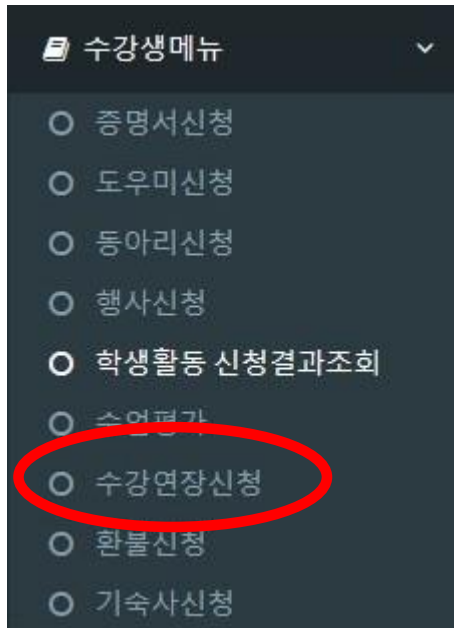 수강생메뉴
증명서신청
도우미신청
동아리신청
행사신청
학생활동 신청결과조회
수업평가
수강연장신청
환불신청
기숙사신청